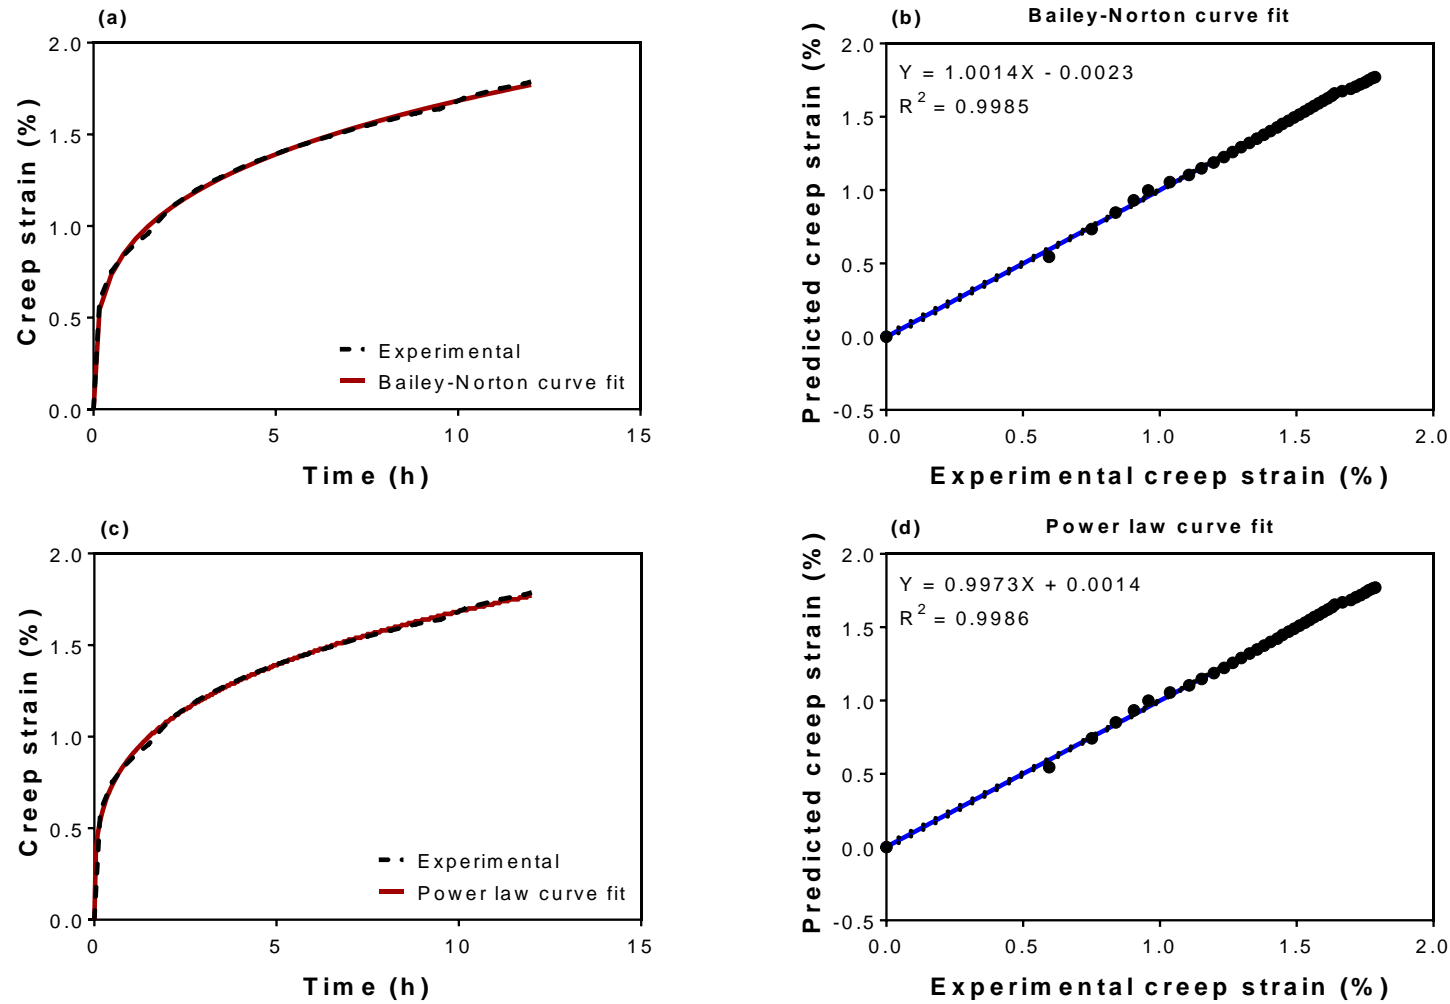 (a)
2.0
1.5
1.0
0.5
0.0
Creep strain (%)
Experimental
Bailey-Norton curve fit
0 5 10 15
Time (h)
(b) Bailey-Norton curve fit
2.0
1.5
1.0
0.5
0.0
-0.5
Predicted creep strain (%)
Y = 1.0014X - 0.0023
R² = 0.9985
0.0 0.5 1.0 1.5 2.0
Experimental creep strain (%)
(c)
2.0
1.5
1.0
0.5
0.0
Creep strain (%)
Experimental
Power law curve fit
0 5 10 15
Time (h)
(d) Power law curve fit
2.0
1.5
1.0
0.5
0.0
-0.5
Predicted creep strain (%)
Y = 0.9973X + 0.0014
R² = 0.9986
0.0 0.5 1.0 1.5 2.0
Experimental creep strain (%)